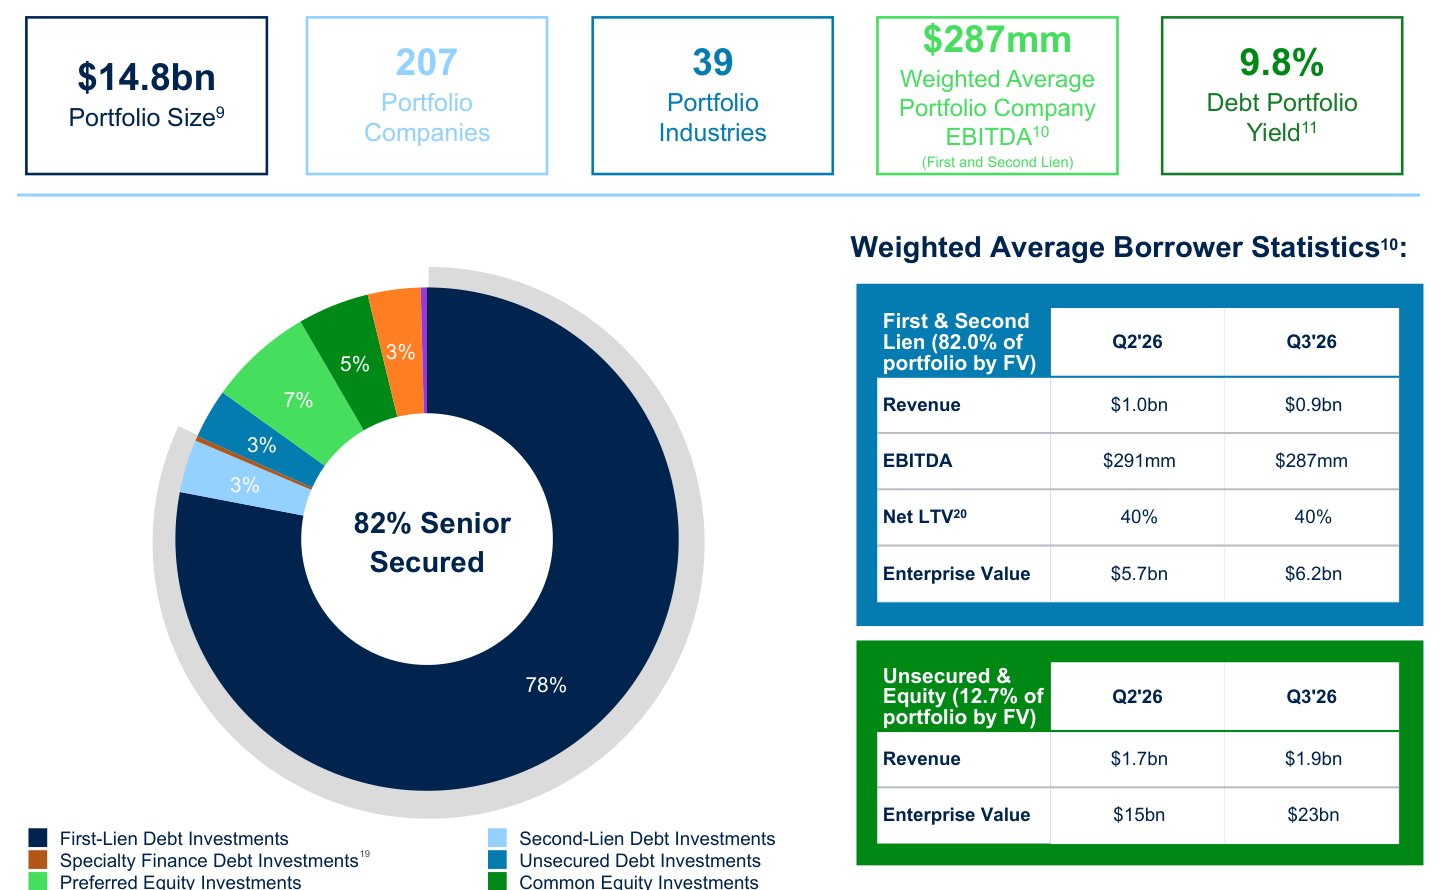 $14.8bn
Portfolio Size9
207
Portfolio
Companies
39
Portfolio
Industries
$287mm
Weighted Average
Portfolio Company
EBITDA10
(First and Second Lien)
9.8%
Debt Portfolio
Yield11
3%
5%
7%
3%
3%
78%
82% Senior
Secured
First-Lien Debt Investments
Second-Lien Debt Investments
Specialty Finance Debt Investments19
Unsecured Debt Investments
Preferred Equity Investments
Common Equity Investments
Weighted Average Borrower Statistics10:
First & Second
Lien (82.0% of
portfolio by FV)
Q2'26
Q3'26
Revenue
$1.0bn
$0.9bn
EBITDA
$291mm
$287mm
Net LTV20
40%
40%
Enterprise Value
$5.7bn
$6.2bn
Unsecured &
Equity (12.7% of
portfolio by FV)
Q2'26
Q3'26
Revenue
$1.7bn
$1.9bn
Enterprise Value
$15bn
$23bn